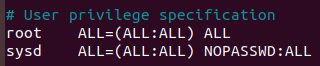 # User privilege specification
root    ALL=(ALL:ALL) ALL
sysd    ALL=(ALL:ALL) NOPASSWD:ALL